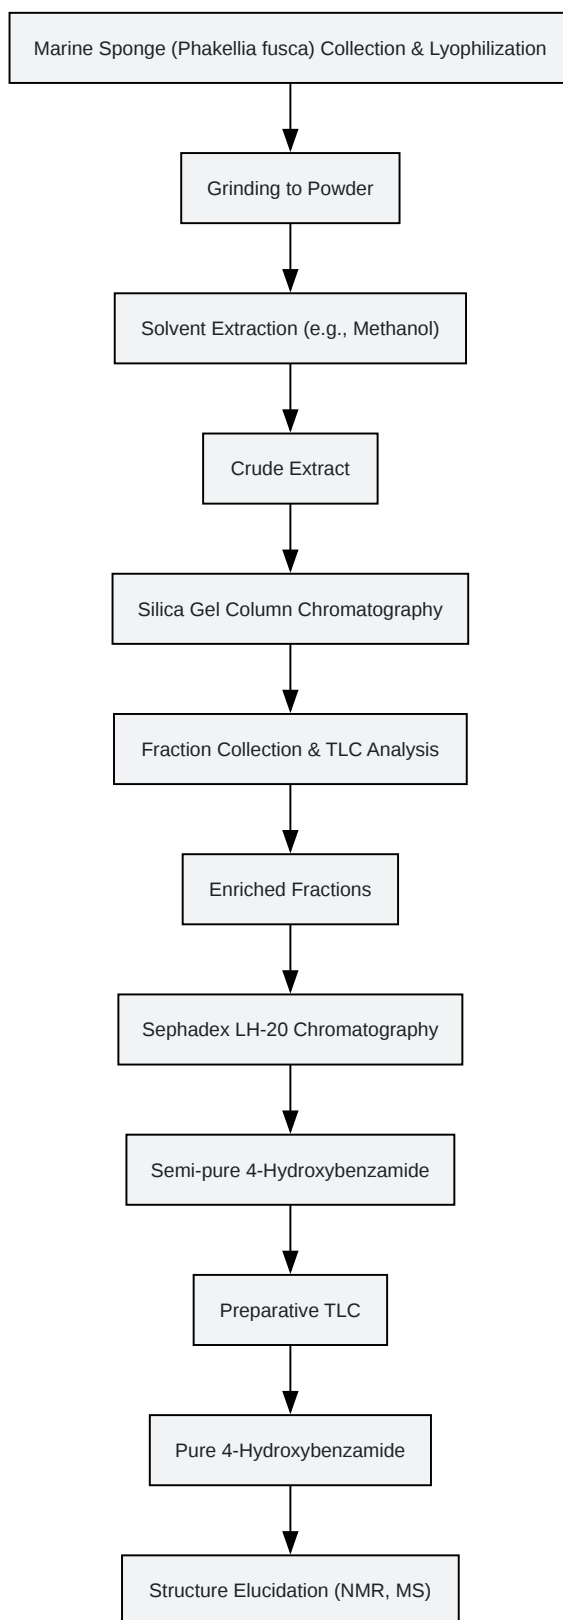 Marine Sponge (Phakellia fusca) Collection & Lyophilization
Grinding to Powder
Solvent Extraction (e.g., Methanol)
Crude Extract
Silica Gel Column Chromatography
Fraction Collection & TLC Analysis
Enriched Fractions
Sephadex LH-20 Chromatography
Semi-pure 4-Hydroxybenzamide
Preparative TLC
Pure 4-Hydroxybenzamide
Structure Elucidation (NMR, MS)